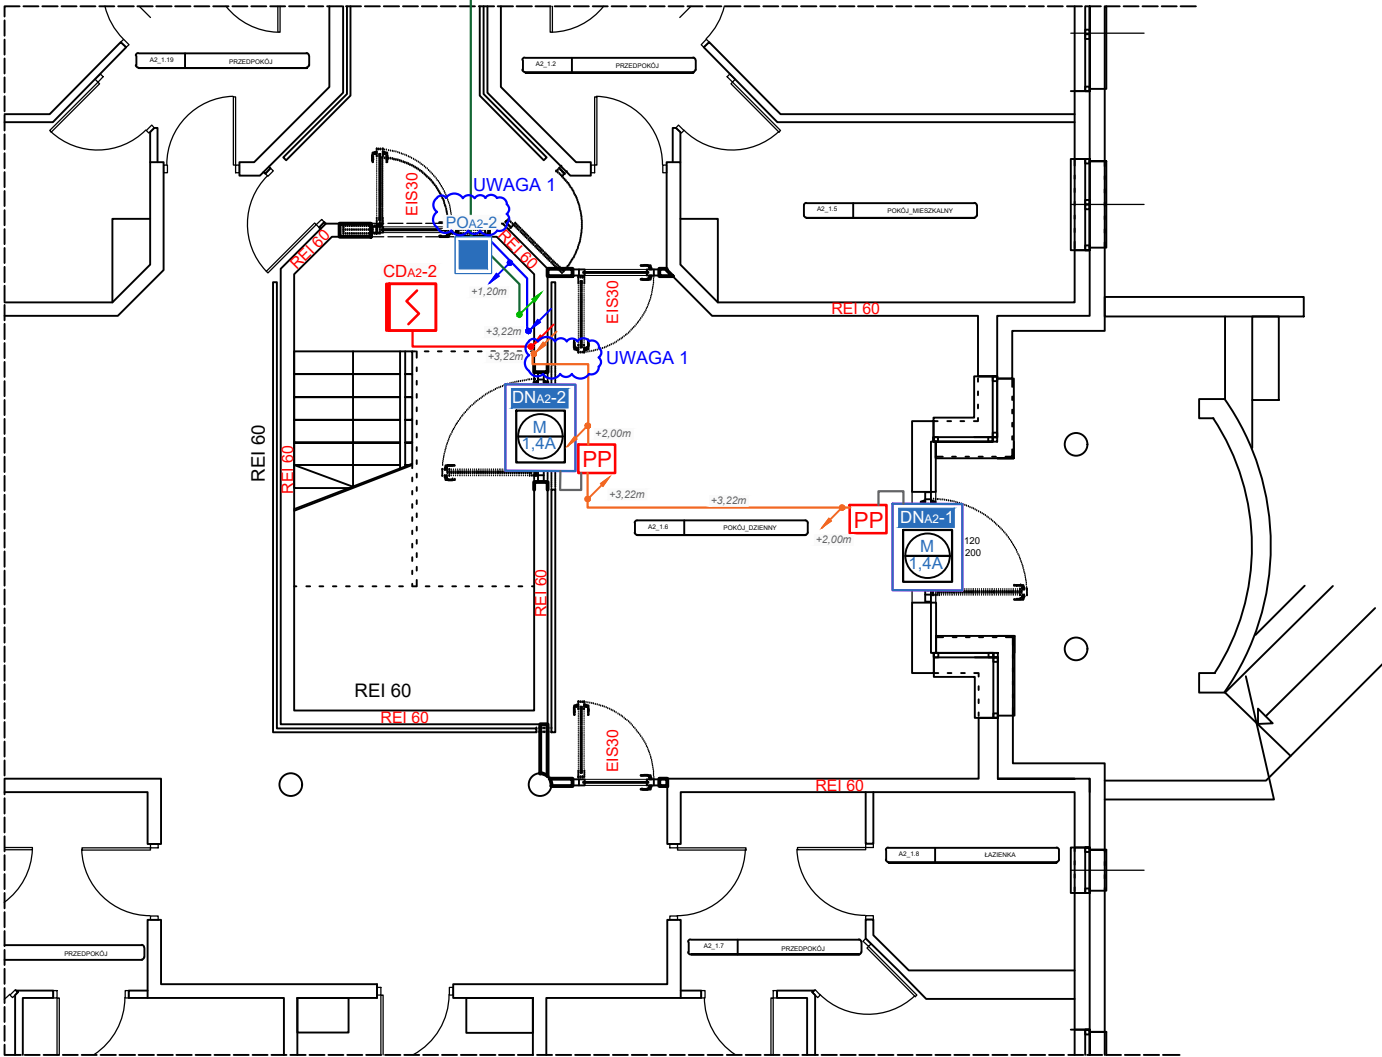 A2_1.19 PRZEDPOKÓJ
A2_1.2 PRZEDPOKÓJ
EIS30
UWAGA 1
A2_1.5 POKÓJ_MIESZKALNY
POA2-2
REI 60
REI 60
CDA2-2
+1,20m
EIS30
REI 60
+3,22m
+3,22m
UWAGA 1
DNA2-2
M
1,4A
+2,00m
PP
REI 60
REI 60
+3,22m
+3,22m
A2_1.6 POKÓJ_DZIENNY
+2,00m
PP
DNA2-1
M
1,4A
120
200
REI 60
REI 60
REI 60
EIS30
REI 60
A2_1.8 ŁAZIENKA
PRZEDPOKÓJ
A2_1.7 PRZEDPOKÓJ